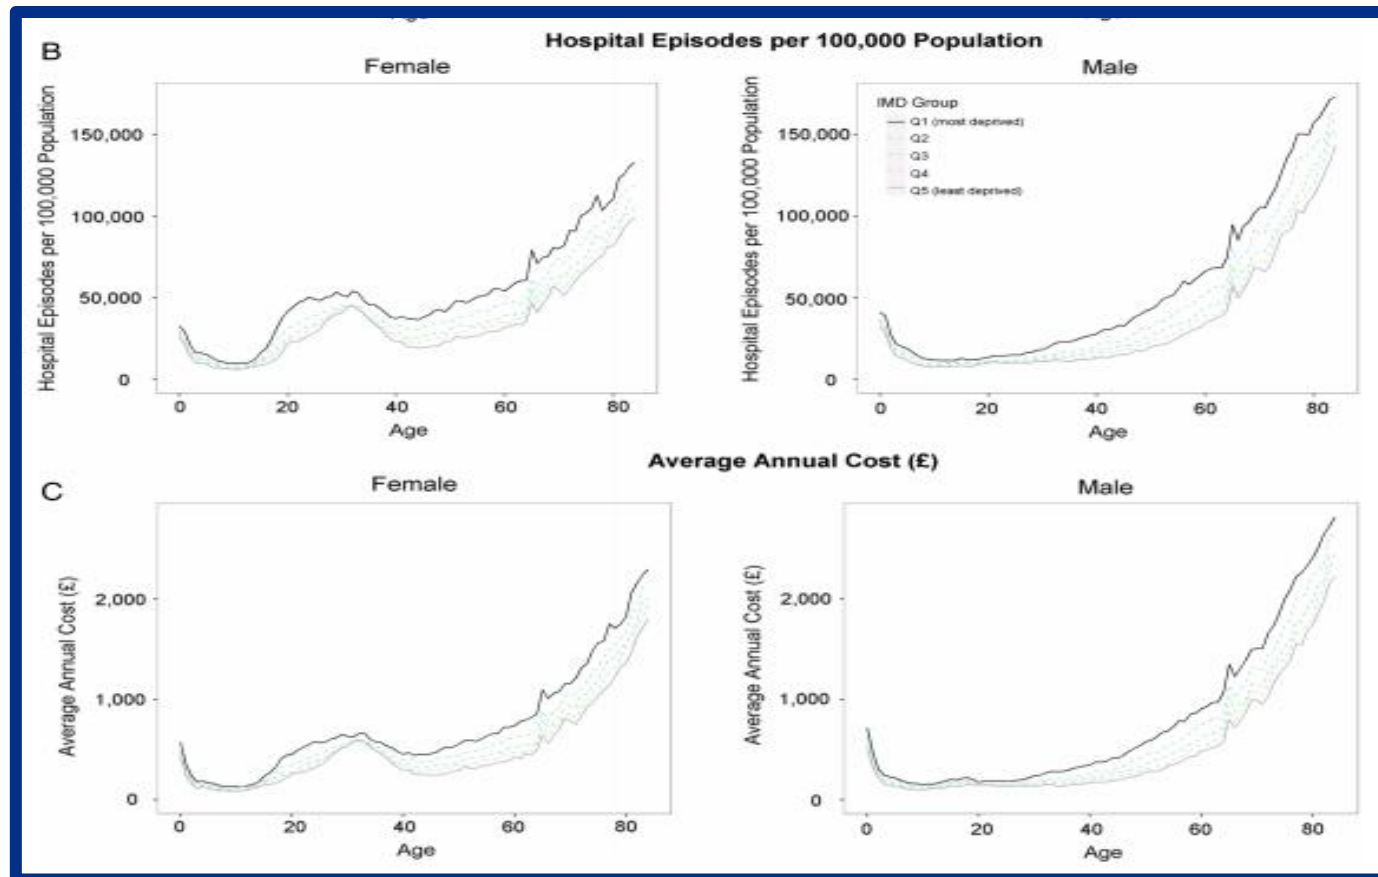 B
Hospital Episodes per 100,000 Population
Female
Male
Hospital Episodes per 100,000 Population
150,000
100,000
50,000
0
0 20 40 60 80
Age
Hospital Episodes per 100,000 Population
150,000
100,000
50,000
0
IMD Group
Q1 (most deprived)
Q2
Q3
Q4
Q5 (least deprived)
0 20 40 60 80
Age
Average Annual Cost (£)
C
Female
Male
Average Annual Cost (£)
2,000
1,000
0
0 20 40 60 80
Age
Average Annual Cost (£)
2,000
1,000
0
0 20 40 60 80
Age